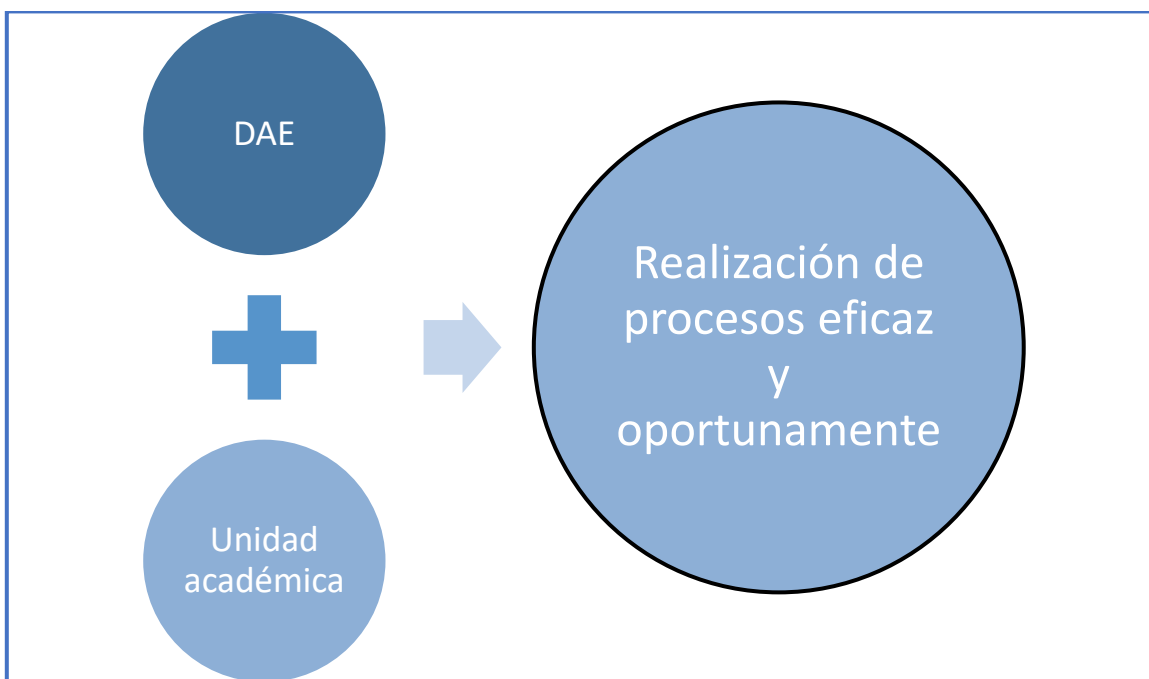 DAE
Unidad
académica
Realización de
procesos eficaz
y
oportunamente